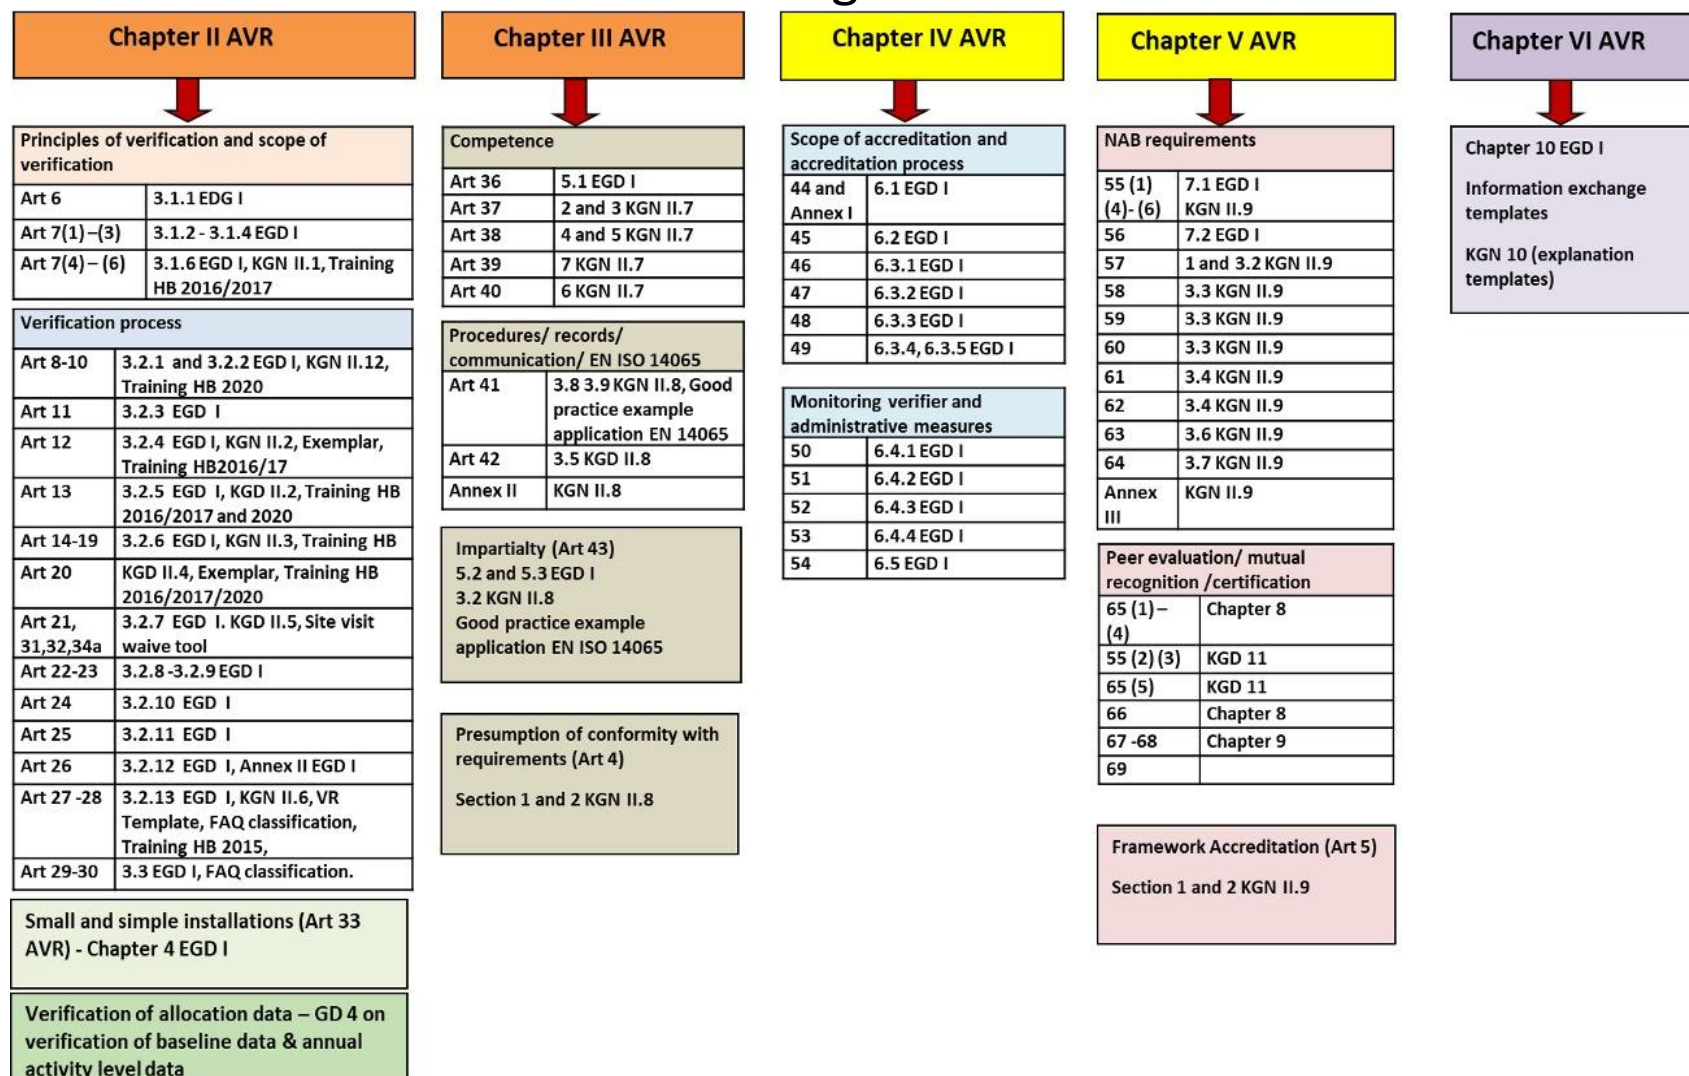 Chapter II AVR
Principles of verification and scope of
verification
Art 6 3.1.1 EDG I
Art 7(1) –(3) 3.1.2 - 3.1.4 EGD I
Art 7(4) – (6) 3.1.6 EGD I, KGN II.1, Training
HB 2016/2017
Verification process
Art 8-10 3.2.1 and 3.2.2 EGD I, KGN II.12,
Training HB 2020
Art 11 3.2.3 EGD I
Art 12 3.2.4 EGD I, KGN II.2, Exemplar,
Training HB2016/17
Art 13 3.2.5 EGD I, KGD II.2, Training HB
2016/2017 and 2020
Art 14-19 3.2.6 EGD I, KGN II.3, Training HB
Art 20 KGD II.4, Exemplar, Training HB
2016/2017/2020
Art 21, 3.2.7 EGD I. KGD II.5, Site visit
31,32,34a waive tool
Art 22-23 3.2.8 -3.2.9 EGD I
Art 24 3.2.10 EGD I
Art 25 3.2.11 EGD I
Art 26 3.2.12 EGD I, Annex II EGD I
Art 27 -28 3.2.13 EGD I, KGN II.6, VR
Template, FAQ classification,
Training HB 2015,
Art 29-30 3.3 EGD I, FAQ classification.
Small and simple installations (Art 33
AVR) - Chapter 4 EGD I
Verification of allocation data – GD 4 on
verification of baseline data & annual
activity level data
Chapter III AVR
Competence
Art 36 5.1 EGD I
Art 37 2 and 3 KGN II.7
Art 38 4 and 5 KGN II.7
Art 39 7 KGN II.7
Art 40 6 KGN II.7
Procedures/ records/
communication/ EN ISO 14065
Art 41 3.8 3.9 KGN II.8, Good
practice example
application EN 14065
Art 42 3.5 KGD II.8
Annex II KGN II.8
Impartialty (Art 43)
5.2 and 5.3 EGD I
3.2 KGN II.8
Good practice example
application EN ISO 14065
Presumption of conformity with
requirements (Art 4)
Section 1 and 2 KGN II.8
Chapter IV AVR
Scope of accreditation and
accreditation process
44 and 6.1 EGD I
Annex I
45 6.2 EGD I
46 6.3.1 EGD I
47 6.3.2 EGD I
48 6.3.3 EGD I
49 6.3.4, 6.3.5 EGD I
Monitoring verifier and
administrative measures
50 6.4.1 EGD I
51 6.4.2 EGD I
52 6.4.3 EGD I
53 6.4.4 EGD I
54 6.5 EGD I
Chapter V AVR
NAB requirements
55 (1) 7.1 EGD I
(4)- (6) KGN II.9
56 7.2 EGD I
57 1 and 3.2 KGN II.9
58 3.3 KGN II.9
59 3.3 KGN II.9
60 3.3 KGN II.9
61 3.4 KGN II.9
62 3.4 KGN II.9
63 3.6 KGN II.9
64 3.7 KGN II.9
Annex KGN II.9
III
Peer evaluation/ mutual
recognition /certification
65 (1) – Chapter 8
(4)
55 (2) (3) KGD 11
65 (5) KGD 11
66 Chapter 8
67 -68 Chapter 9
69
Framework Accreditation (Art 5)
Section 1 and 2 KGN II.9
Chapter VI AVR
Chapter 10 EGD I
Information exchange
templates
KGN 10 (explanation
templates)